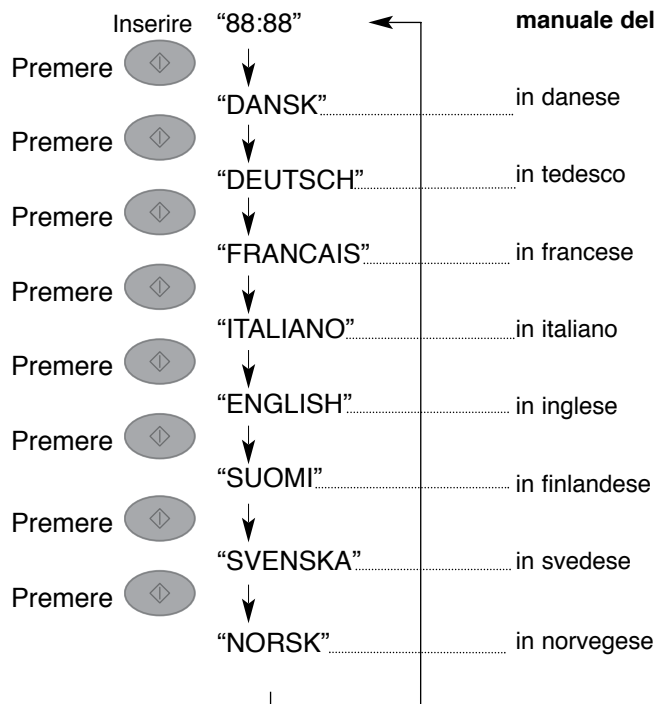 Inserire “88:88” manuale del
Premere
“DANSK” in danese
Premere
“DEUTSCH” in tedesco
Premere
“FRANCAIS” in francese
Premere
“ITALIANO” in italiano
Premere
“ENGLISH” in inglese
Premere
“SUOMI” in finlandese
Premere
“SVENSKA” in svedese
Premere
“NORSK” in norvegese